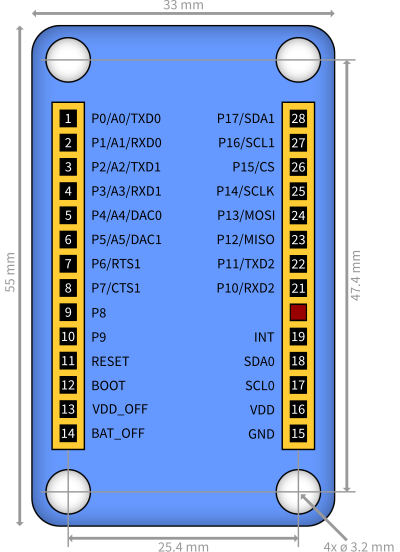 33 mm
1 P0/A0/TXD0 P17/SDA1 28
2 P1/A1/RXD0 P16/SCL1 27
3 P2/A2/TXD1 P15/CS 26
4 P3/A3/RXD1 P14/SCLK 25
5 P4/A4/DAC0 P13/MOSI 24
6 P5/A5/DAC1 P12/MISO 23
7 P6/RTS1 P11/TXD2 22
8 P7/CTS1 P10/RXD2 21
9 P8
10 P9 INT 19
11 RESET SDA0 18
12 BOOT SCL0 17
13 VDD_OFF VDD 16
14 BAT_OFF GND 15
55 mm
47.4 mm
25.4 mm
4x ø 3.2 mm